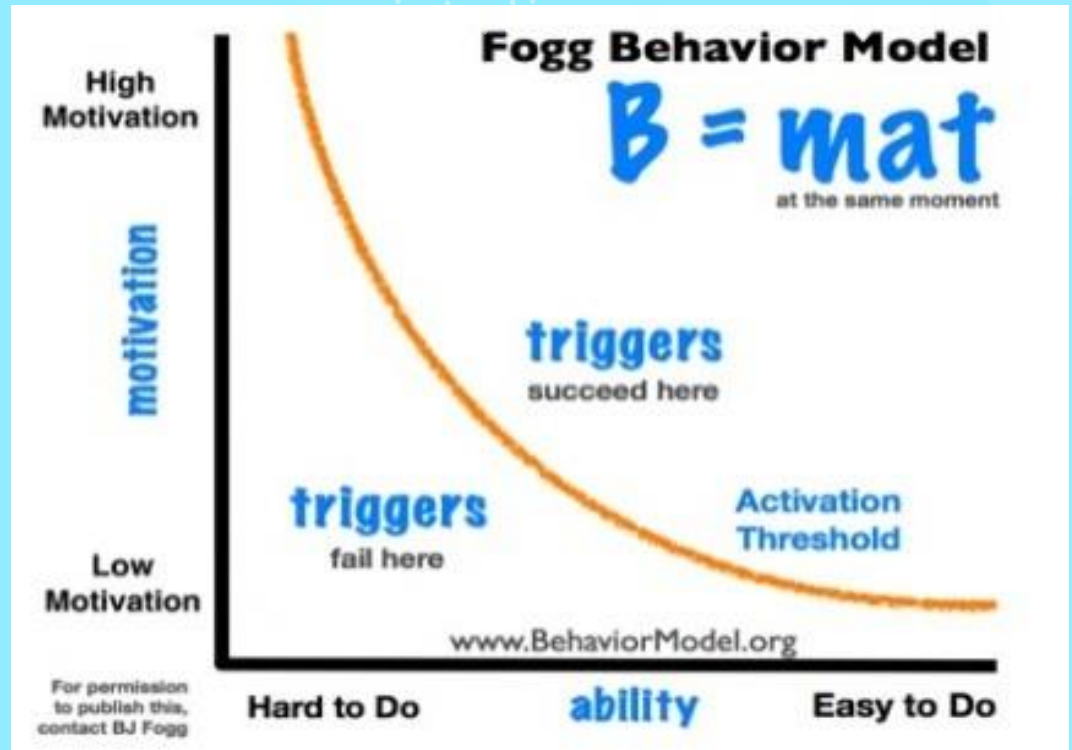 Fogg Behavior Model
B = mat
at the same moment
High
Motivation
motivation
triggers
succeed here
triggers
fail here
Activation
Threshold
Low
Motivation
www.BehaviorModel.org
For permission
to publish this,
contact BJ Fogg
Hard to Do
ability
Easy to Do